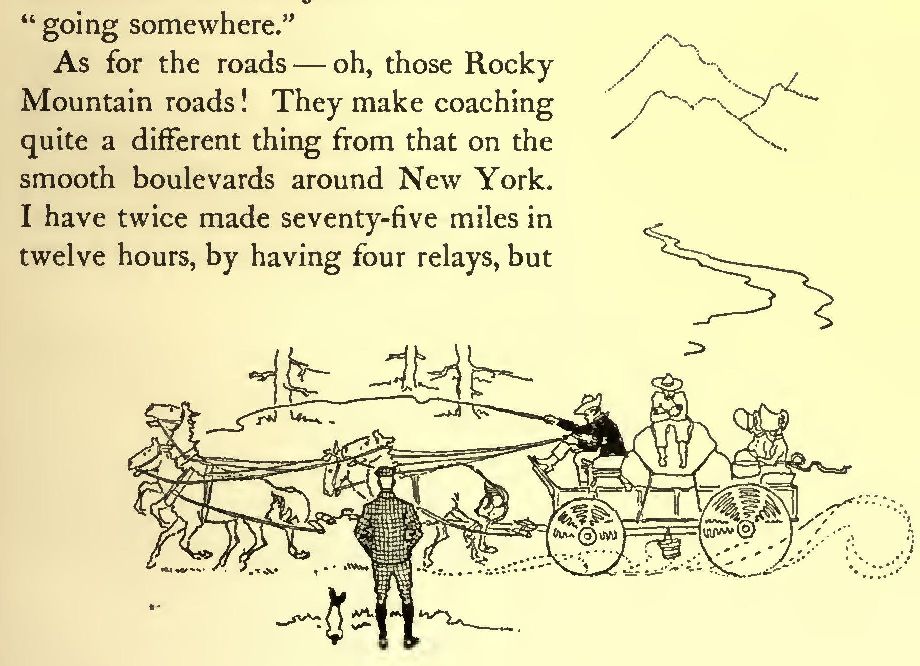 “going somewhere.”
As for the roads — oh, those Rocky
Mountain roads! They make coaching
quite a different thing from that on the
smooth boulevards around New York.
I have twice made seventy-five miles in
twelve hours, by having four relays, but